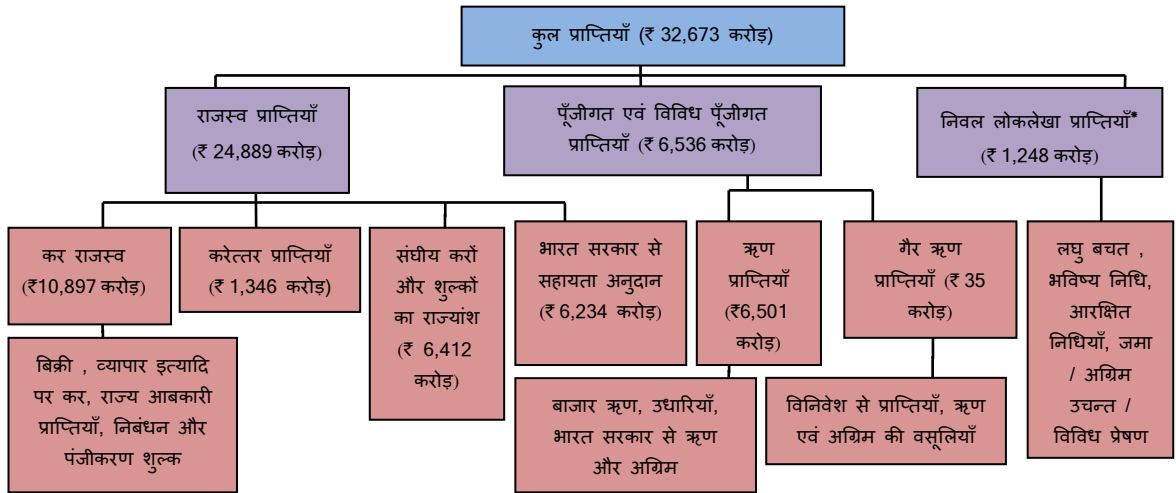 कुल प्राप्तियाँ (₹ 32,673 करोड़)
राजस्व प्राप्तियाँ
(₹ 24,889 करोड़)
पूँजीगत एवं विविध पूँजीगत
प्राप्तियाँ (₹ 6,536 करोड़)
निवल लोकलेखा प्राप्तियाँ*
(₹ 1,248 करोड़)
कर राजस्व
(₹10,897 करोड़)
करेत्तर प्राप्तियाँ
(₹ 1,346 करोड़)
संघीय करों
और शुल्कों
का राज्यांश
(₹ 6,412
करोड़)
भारत सरकार से
सहायता अनुदान
(₹ 6,234 करोड़)
ऋण
प्राप्तियाँ
(₹6,501
करोड़)
गैर ऋण
प्राप्तियाँ (₹ 35
करोड़)
लघु बचत ,
भविष्य निधि,
आरक्षित
निधियाँ, जमा
/ अग्रिम
उचन्त /
विविध प्रेषण
बिक्री , व्यापार इत्यादि
पर कर, राज्य आबकारी
प्राप्तियाँ, निबंधन और
पंजीकरण शुल्क
बाजार ऋण, उधारियाँ,
भारत सरकार से ऋण
और अग्रिम
विनिवेश से प्राप्तियाँ, ऋण
एवं अग्रिम की वसूलियाँ